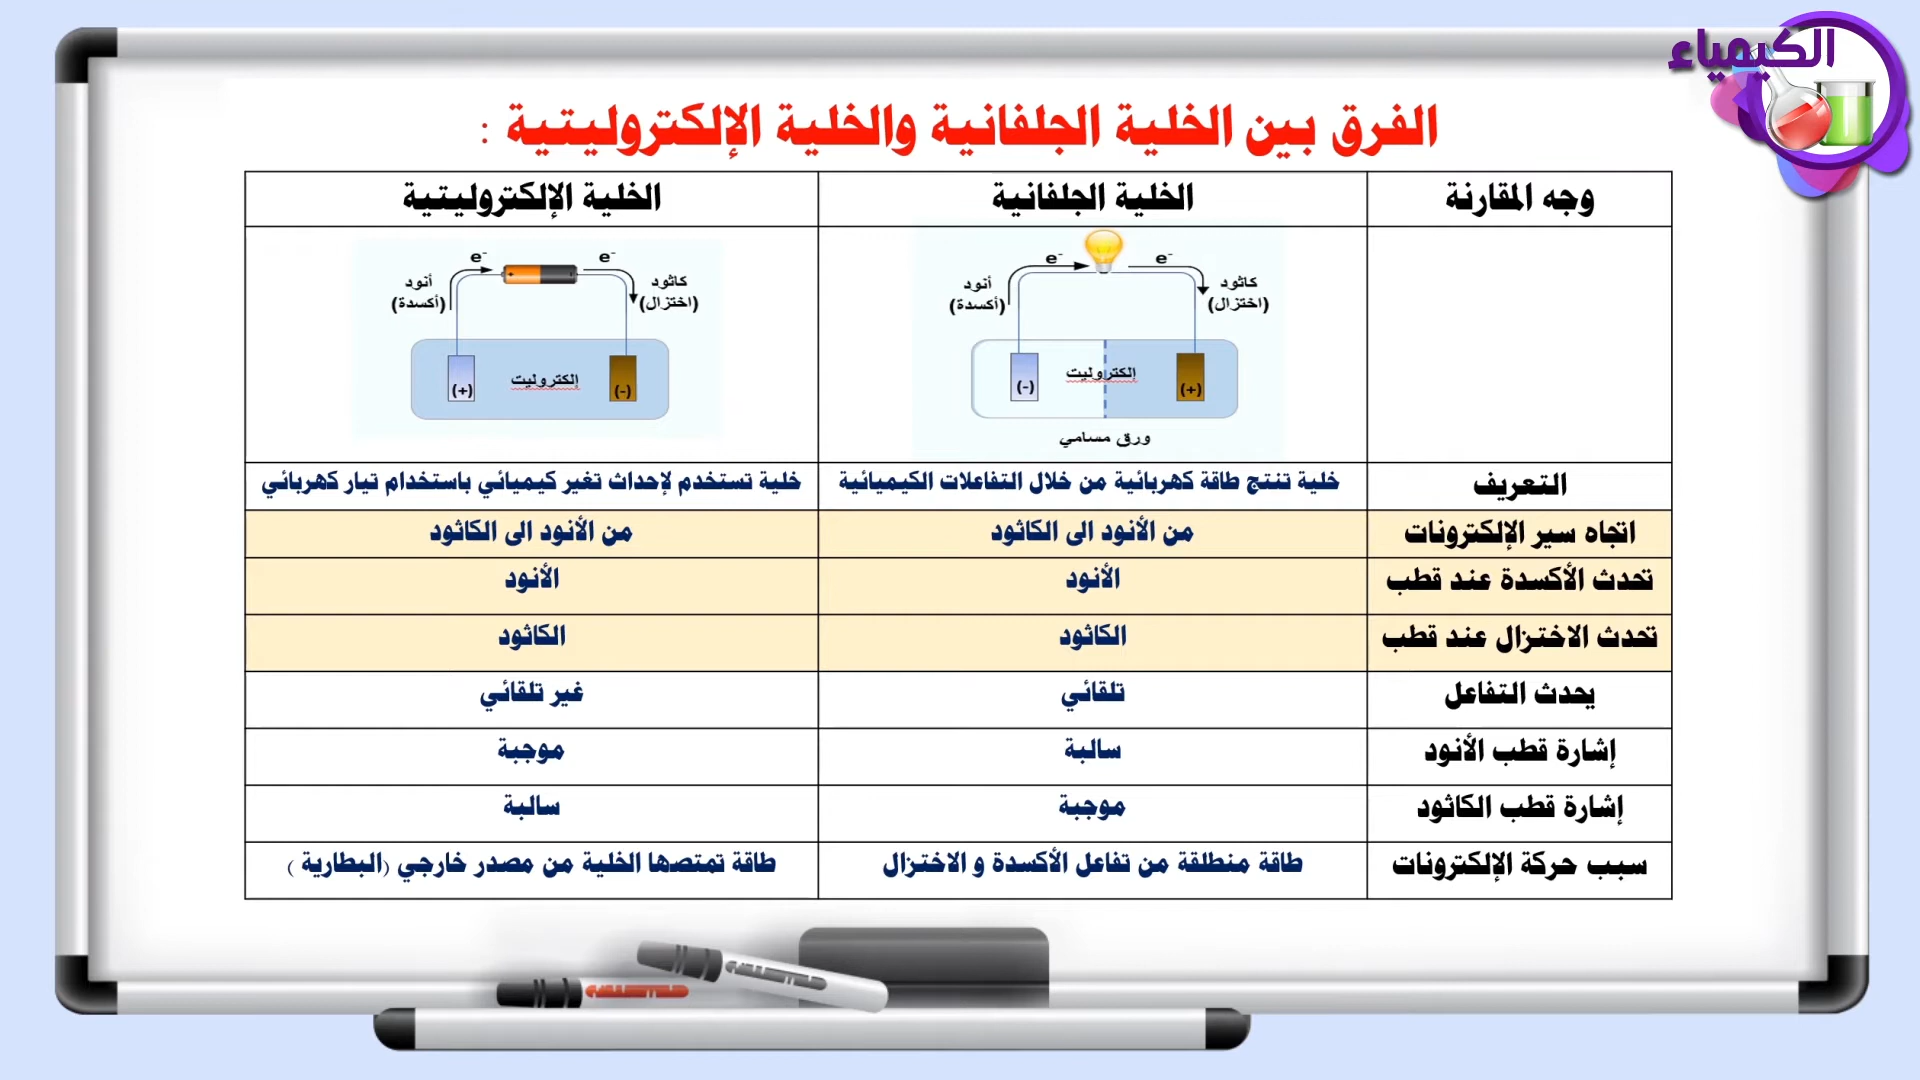 الكيمياء
الفرق بين الخلية الجلفانية والخلية الإلكتروليتية :
وجه المقارنة الخلية الجلفانية الخلية الإلكتروليتية
e⁻ e⁻
أنود
(أكسدة)
كاثود
(اختزال)
(-) إلكتروليت (+)
ورق مسامي
e⁻ e⁻
أنود
(أكسدة)
كاثود
(اختزال)
(+) إلكتروليت (-)
+ -
التعريف خلية تنتج طاقة كهربائية من خلال التفاعلات الكيميائية خلية تستخدم لإحداث تغير كيميائي باستخدام تيار كهربائي
اتجاه سير الإلكترونات من الأنود الى الكاثود من الأنود الى الكاثود
تحدث الأكسدة عند قطب الأنود الأنود
تحدث الاختزال عند قطب الكاثود الكاثود
يحدث التفاعل تلقائي غير تلقائي
إشارة قطب الأنود سالبة موجبة
إشارة قطب الكاثود موجبة سالبة
سبب حركة الإلكترونات طاقة منطلقة من تفاعل الأكسدة و الاختزال طاقة تمتصها الخلية من مصدر خارجي (البطارية )